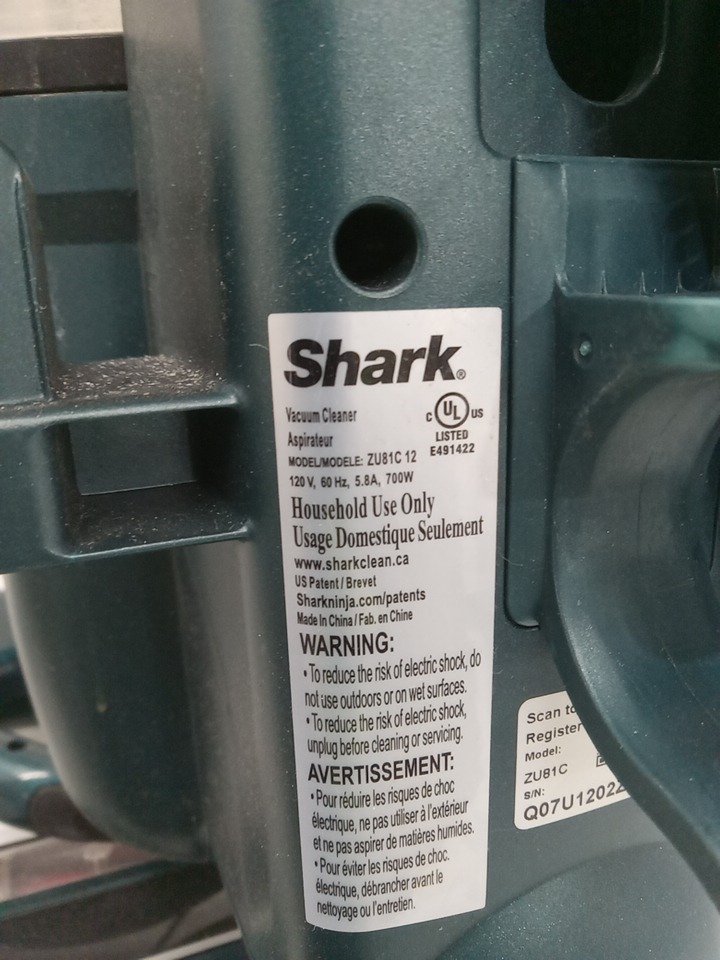 Shark®
Vacuum Cleaner
Aspirateur
C UL US
LISTED
E491422
MODEL/MODELE: ZU81C 12
120 V, 60 Hz, 5.8A, 700W
Household Use Only
Usage Domestique Seulement
www.sharkclean.ca
US Patent / Brevet
Sharkninja.com/patents
Made In China / Fab. en Chine
WARNING:
• To reduce the risk of electric shock, do
not use outdoors or on wet surfaces.
• To reduce the risk of electric shock,
unplug before cleaning or servicing.
AVERTISSEMENT:
• Pour réduire les risques de choc
électrique, ne pas utiliser à l'extérieur
et ne pas aspirer de matières humides.
• Pour éviter les risques de choc.
électrique, débrancher avant le
nettoyage ou l'entretien.
Scan to
Register
Model:
ZU81C
S/N:
Q07U1202